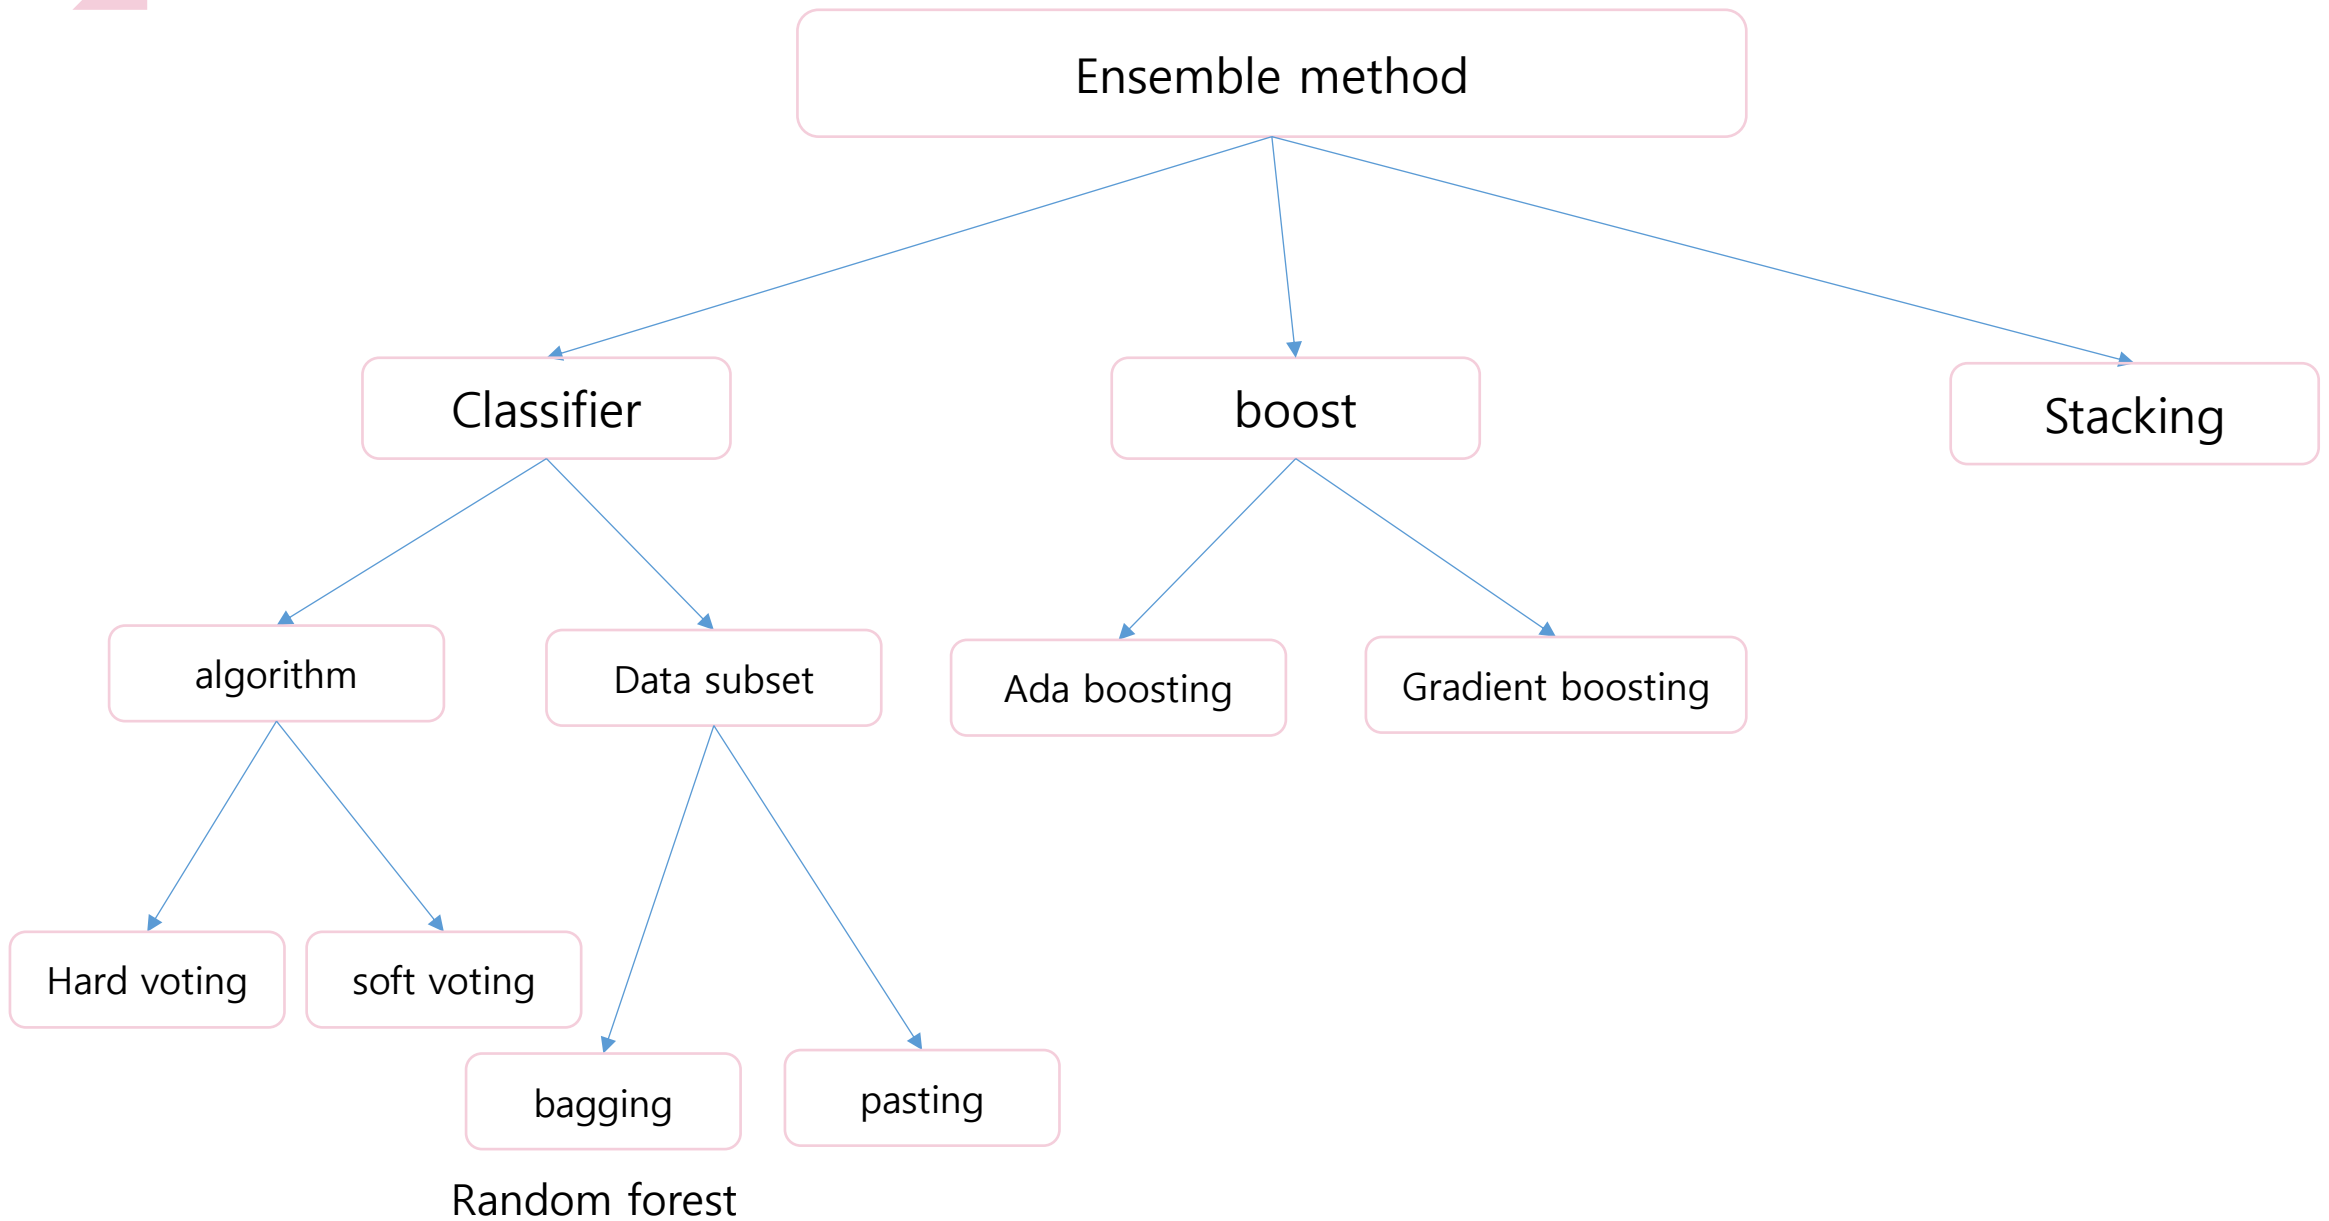 Ensemble method
Classifier
boost
Stacking
algorithm
Data subset
Ada boosting
Gradient boosting
Hard voting
soft voting
bagging
pasting
Random forest